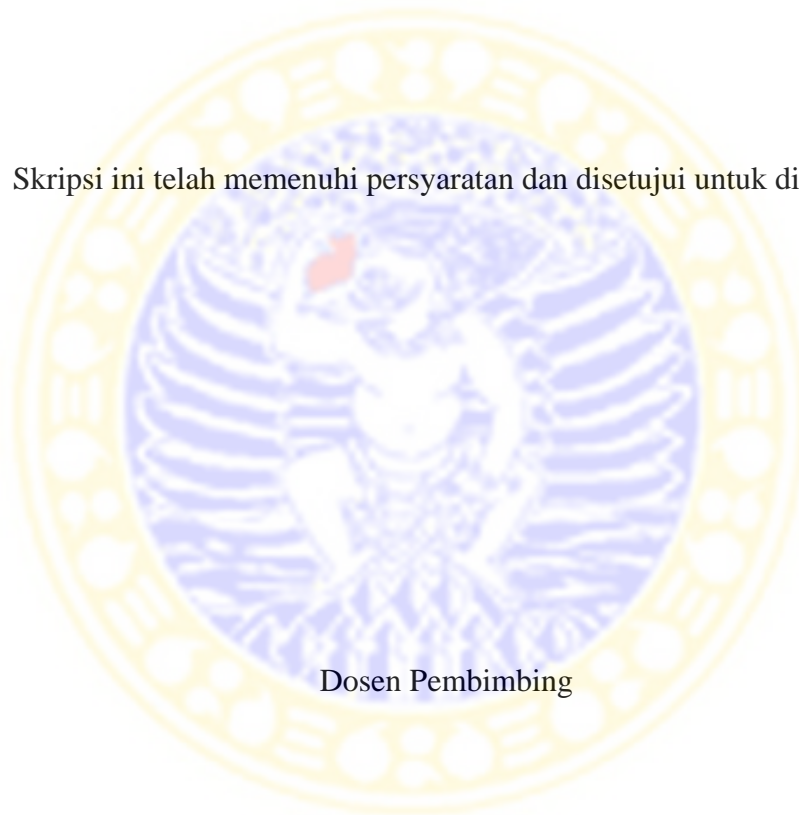 Skripsi ini telah memenuhi persyaratan dan disetujui untuk di
Dosen Pembimbing